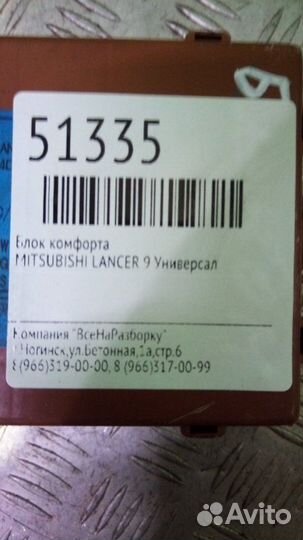 51335
Блок комфорта
MITSUBISHI LANCER 9 Универсал
Компания "ВсеНаРазборку"
г.Ногинск,ул.Бетонная,1а,стр.6
8 (966)319-00-00, 8 (966)317-00-99
Avito